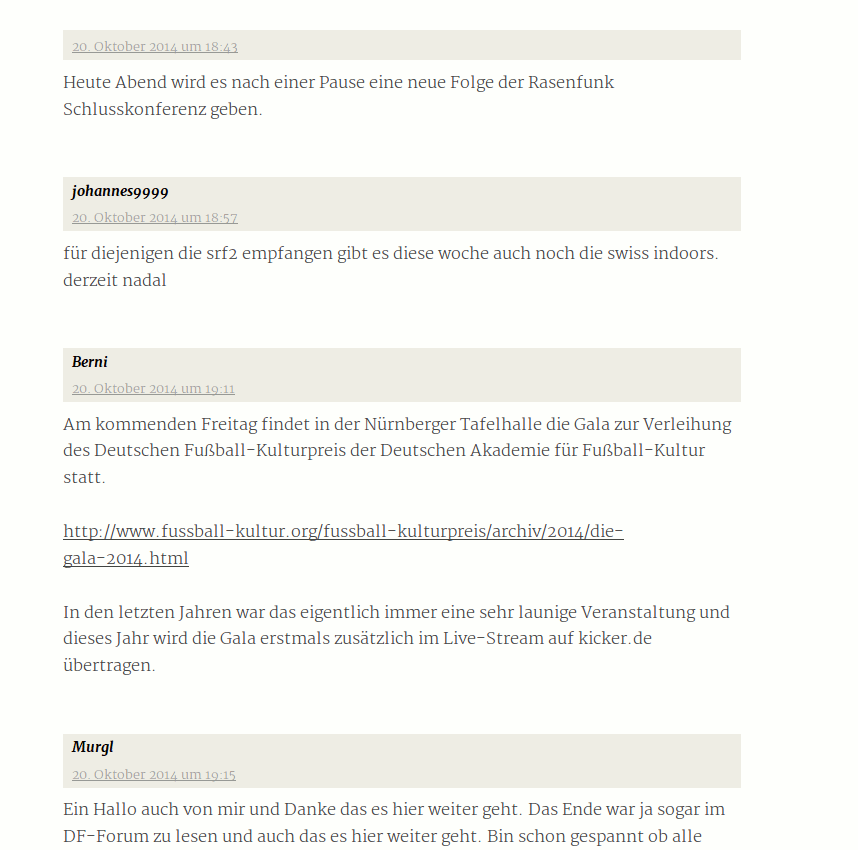 20. Oktober 2014 um 18:43
Heute Abend wird es nach einer Pause eine neue Folge der Rasenfunk
Schlusskonferenz geben.
johannes9999
20. Oktober 2014 um 18:57
für diejenigen die srf2 empfangen gibt es diese woche auch noch die swiss indoors.
derzeit nadal
Berni
20. Oktober 2014 um 19:11
Am kommenden Freitag findet in der Nürnberger Tafelhalle die Gala zur Verleihung
des Deutschen Fußball-Kulturpreis der Deutschen Akademie für Fußball-Kultur
statt.
http://www.fussball-kultur.org/fussball-kulturpreis/archiv/2014/die-
gala-2014.html
In den letzten Jahren war das eigentlich immer eine sehr launige Veranstaltung und
dieses Jahr wird die Gala erstmals zusätzlich im Live-Stream auf kicker.de
übertragen.
Murgl
20. Oktober 2014 um 19:15
Ein Hallo auch von mir und Danke das es hier weiter geht. Das Ende war ja sogar im
DF-Forum zu lesen und auch das es hier weiter geht. Bin schon gespannt ob alle